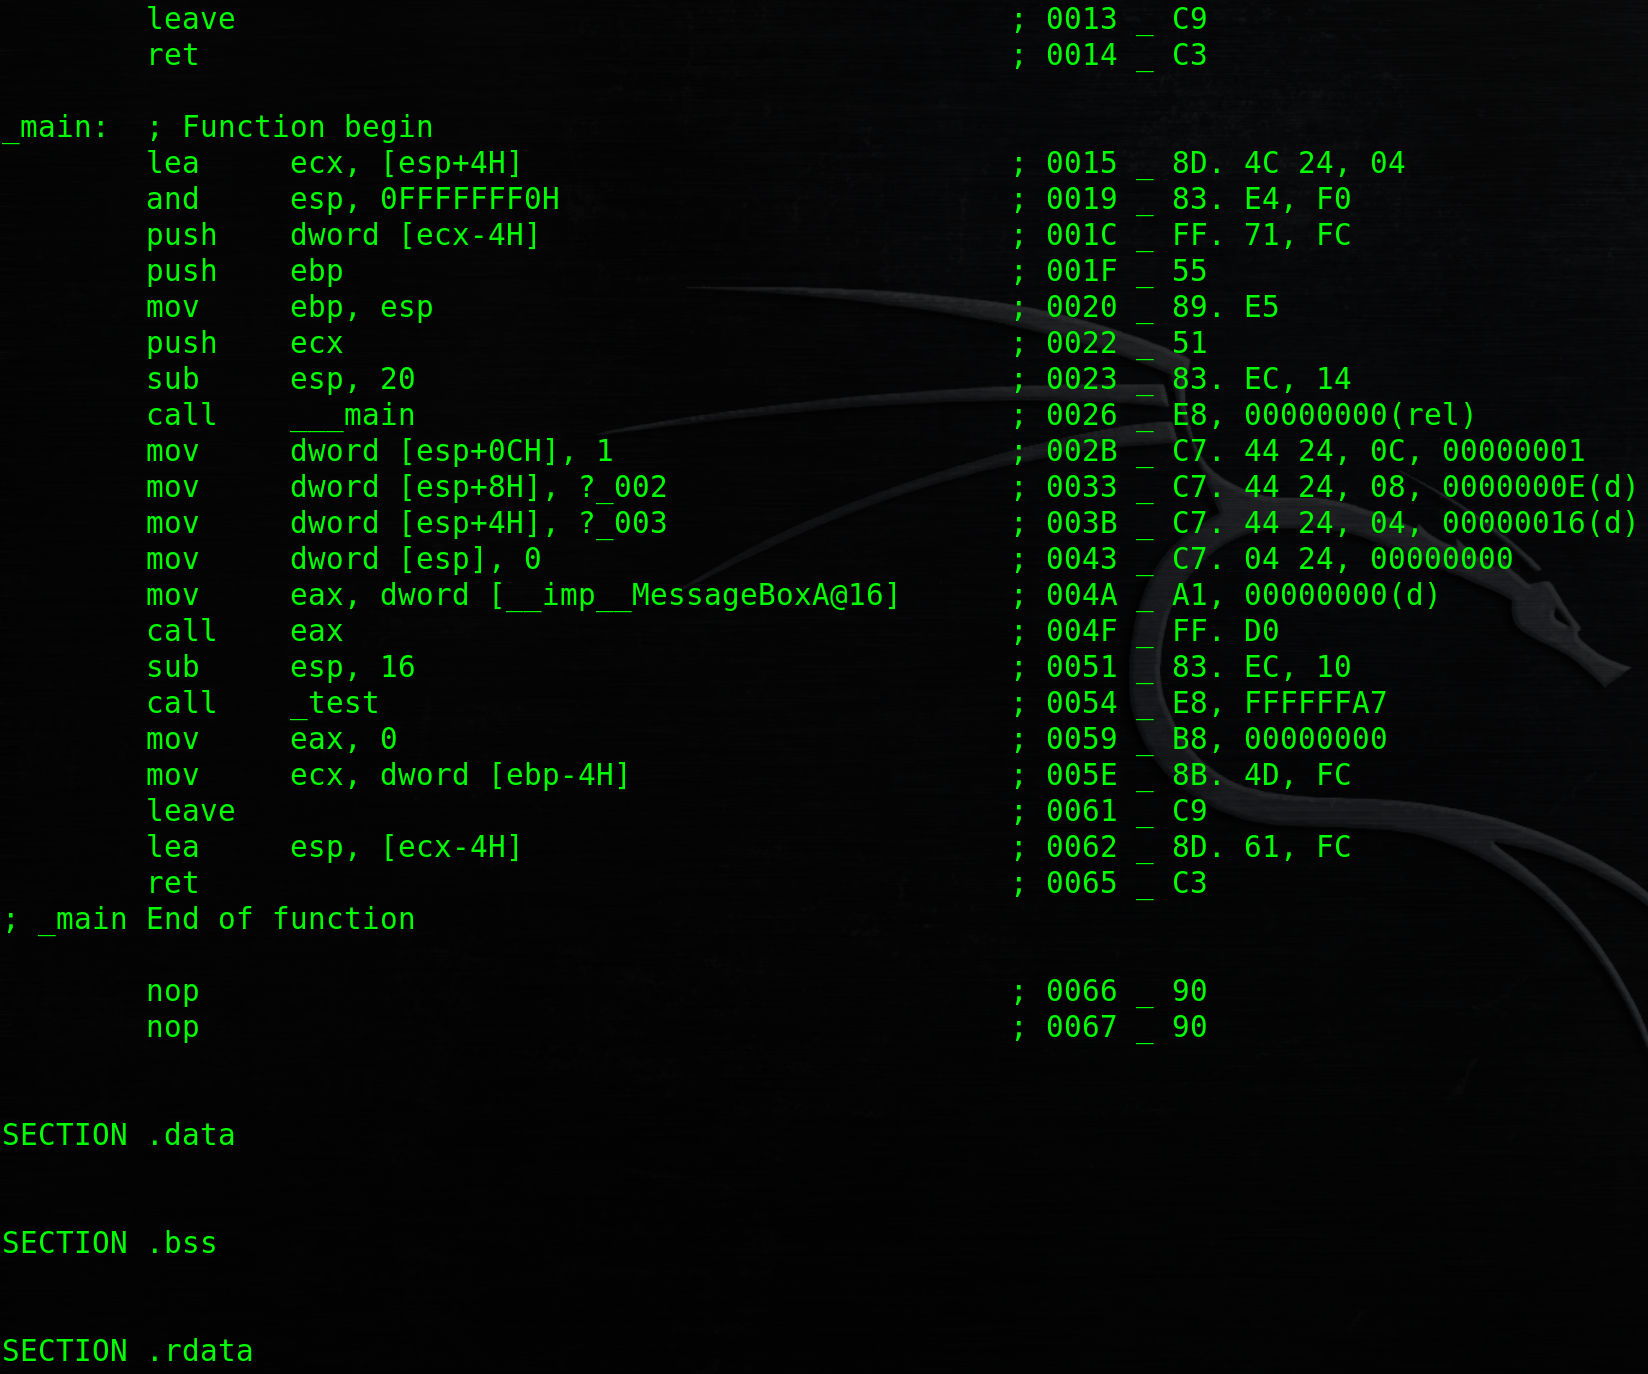 leave ; 0013 _ C9
ret ; 0014 _ C3
_main: ; Function begin
lea ecx, [esp+4H] ; 0015 _ 8D. 4C 24, 04
and esp, 0FFFFFFF0H ; 0019 _ 83. E4, F0
push dword [ecx-4H] ; 001C _ FF. 71, FC
push ebp ; 001F _ 55
mov ebp, esp ; 0020 _ 89. E5
push ecx ; 0022 _ 51
sub esp, 20 ; 0023 _ 83. EC, 14
call ___main ; 0026 _ E8, 00000000(rel)
mov dword [esp+0CH], 1 ; 002B _ C7. 44 24, 0C, 00000001
mov dword [esp+8H], ?_002 ; 0033 _ C7. 44 24, 08, 0000000E(d)
mov dword [esp+4H], ?_003 ; 003B _ C7. 44 24, 04, 00000016(d)
mov dword [esp], 0 ; 0043 _ C7. 04 24, 00000000
mov eax, dword [__imp__MessageBoxA@16] ; 004A _ A1, 00000000(d)
call eax ; 004F _ FF. D0
sub esp, 16 ; 0051 _ 83. EC, 10
call _test ; 0054 _ E8, FFFFFFA7
mov eax, 0 ; 0059 _ B8, 00000000
mov ecx, dword [ebp-4H] ; 005E _ 8B. 4D, FC
leave ; 0061 _ C9
lea esp, [ecx-4H] ; 0062 _ 8D. 61, FC
ret ; 0065 _ C3
; _main End of function
nop ; 0066 _ 90
nop ; 0067 _ 90
SECTION .data
SECTION .bss
SECTION .rdata